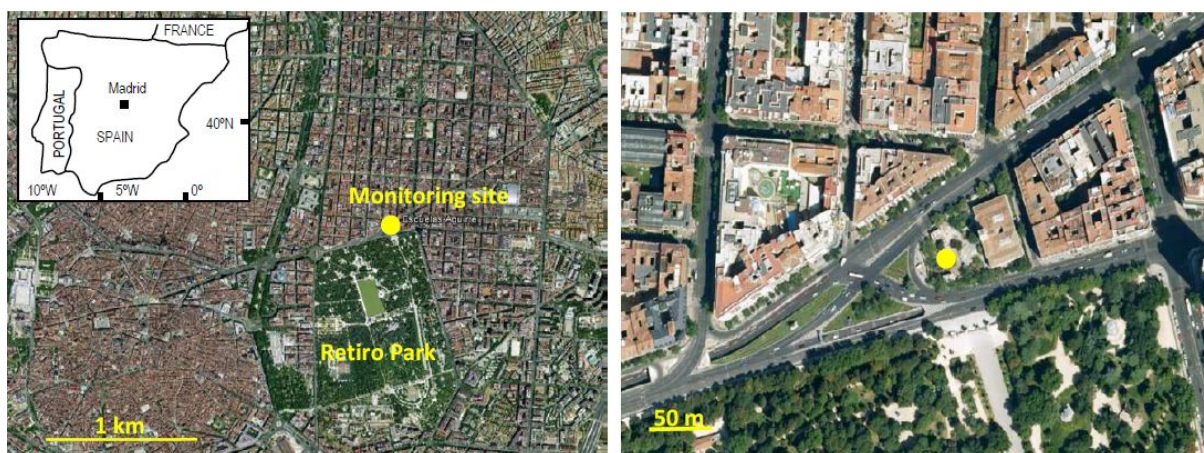 FRANCE
Madrid
PORTUGAL
SPAIN
40ºN
10ºW
5ºW
0º
Monitoring site
Escuelas Aguirre
Retiro Park
1 km
50 m